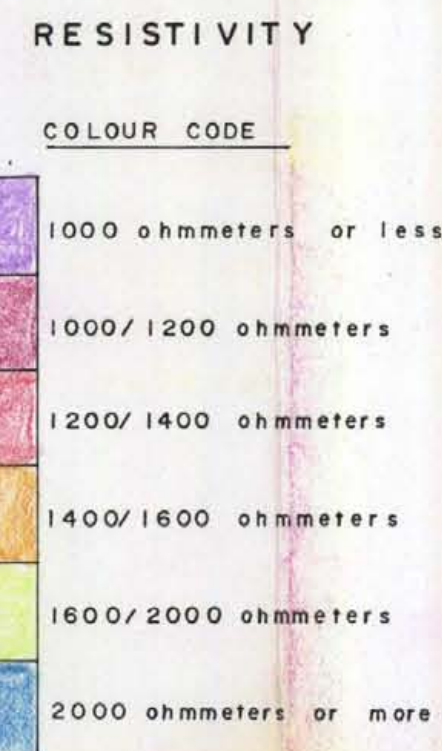 RESISTIVITY
COLOUR CODE
1000 ohmmeters or less
1000/1200 ohmmeters
1200/1400 ohmmeters
1400/1600 ohmmeters
1600/2000 ohmmeters
2000 ohmmeters or more